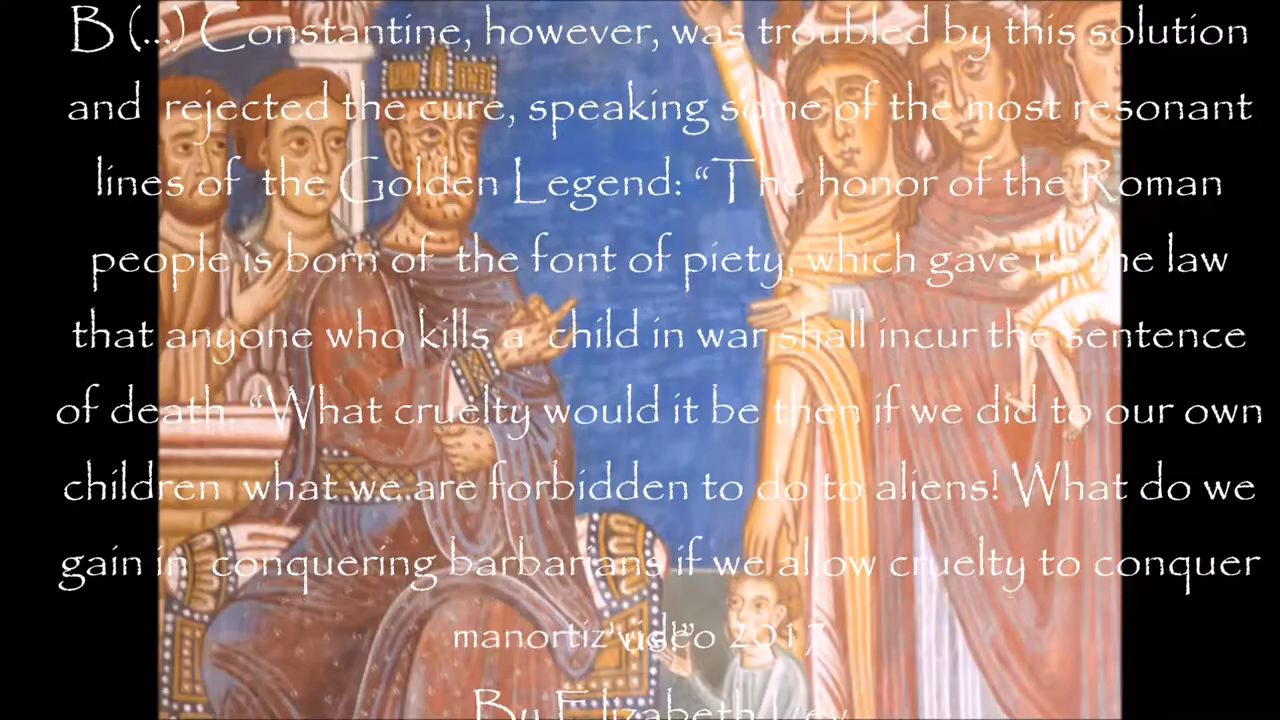 B (...) Constantine, however, was troubled by this solution
and rejected the cure, speaking some of the most resonant
lines of the Golden Legend: “The honor of the Roman
people is born of the font of piety, which gave us the law
that anyone who kills a child in war shall incur the sentence
of death. “What cruelty would it be then if we did to our own
children what we are forbidden to do to aliens! What do we
gain in conquering barbarians if we allow cruelty to conquer
us!”
manortiz video 2017
By Elizabeth Lev